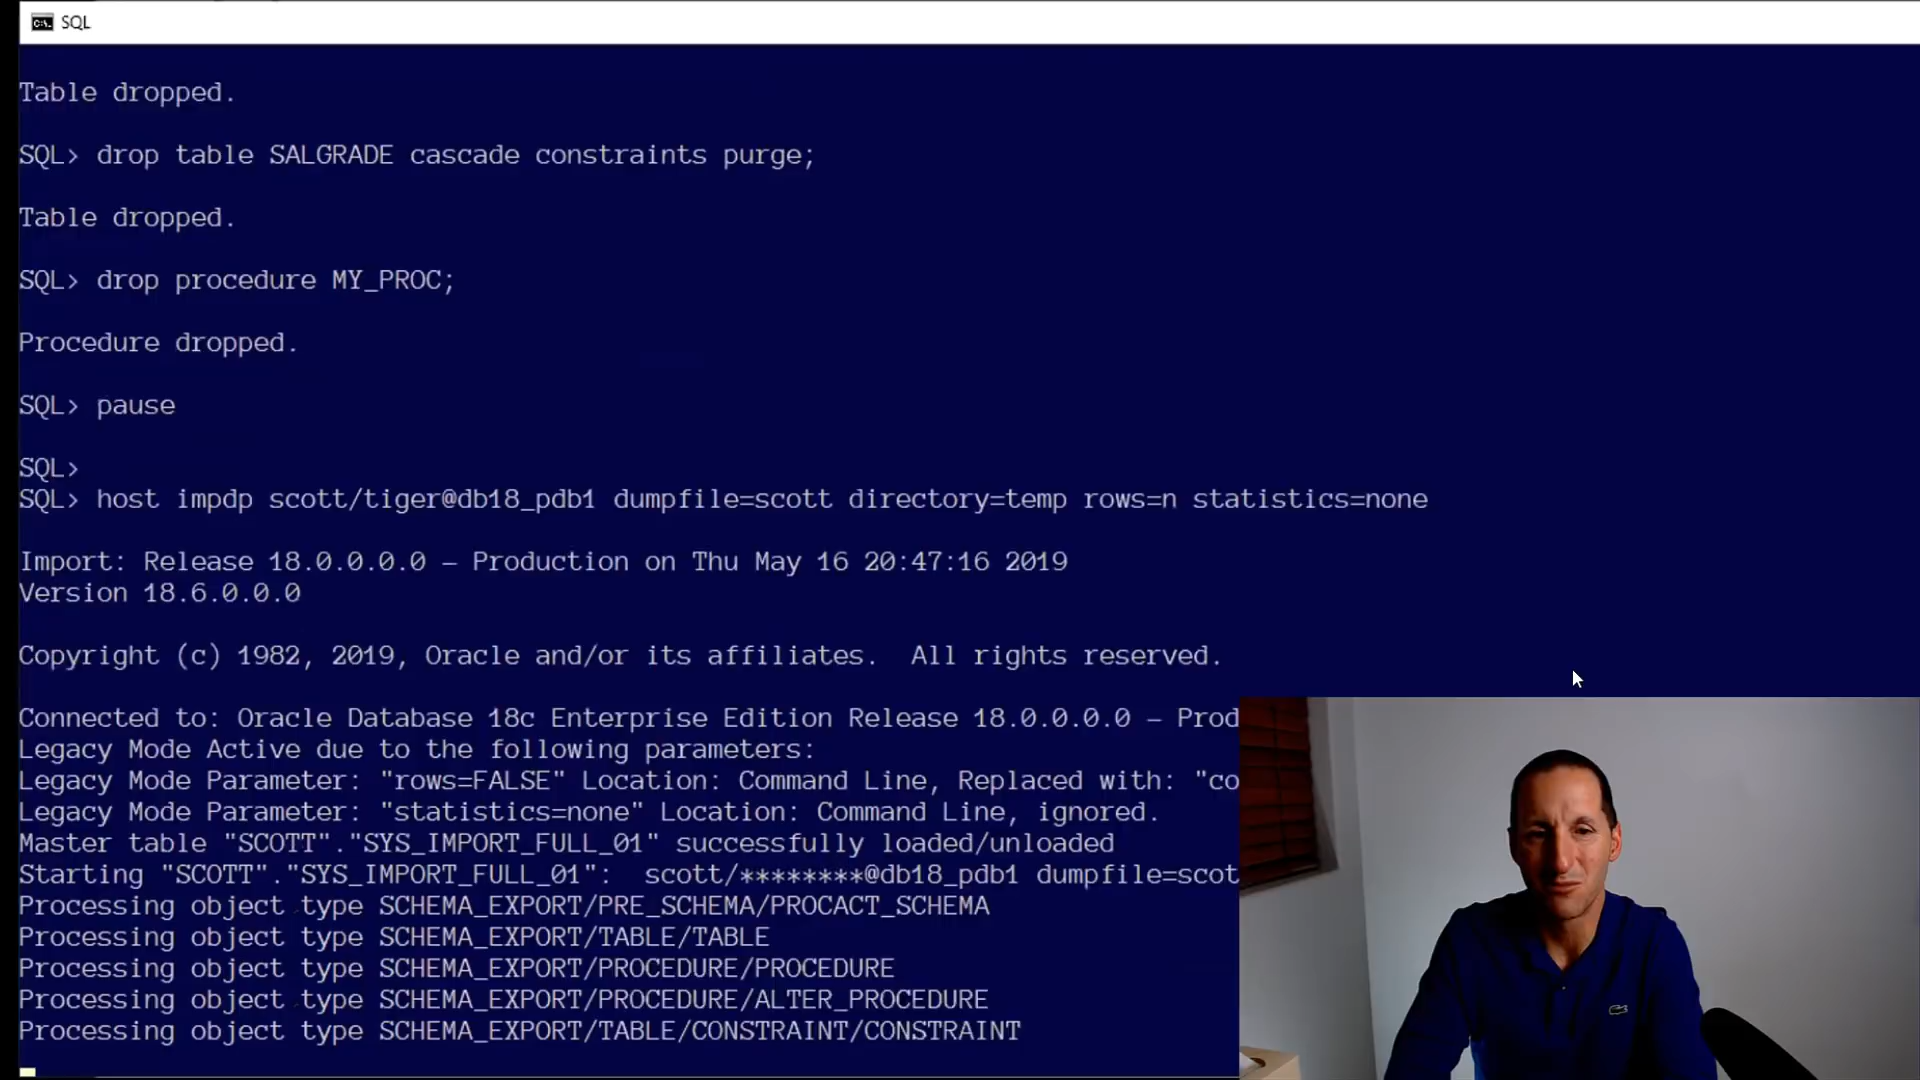 SQL
Table dropped.
SQL> drop table SALGRADE cascade constraints purge;
Table dropped.
SQL> drop procedure MY_PROC;
Procedure dropped.
SQL> pause
SQL>
SQL> host impdp scott/tiger@db18_pdb1 dumpfile=scott directory=temp rows=n statistics=none
Import: Release 18.0.0.0.0 – Production on Thu May 16 20:47:16 2019
Version 18.6.0.0.0
Copyright (c) 1982, 2019, Oracle and/or its affiliates.  All rights reserved.
Connected to: Oracle Database 18c Enterprise Edition Release 18.0.0.0.0 – Prod
Legacy Mode Active due to the following parameters:
Legacy Mode Parameter: "rows=FALSE" Location: Command Line, Replaced with: "co
Legacy Mode Parameter: "statistics=none" Location: Command Line, ignored.
Master table "SCOTT"."SYS_IMPORT_FULL_01" successfully loaded/unloaded
Starting "SCOTT"."SYS_IMPORT_FULL_01":  scott/********@db18_pdb1 dumpfile=scot
Processing object type SCHEMA_EXPORT/PRE_SCHEMA/PROCACT_SCHEMA
Processing object type SCHEMA_EXPORT/TABLE/TABLE
Processing object type SCHEMA_EXPORT/PROCEDURE/PROCEDURE
Processing object type SCHEMA_EXPORT/PROCEDURE/ALTER_PROCEDURE
Processing object type SCHEMA_EXPORT/TABLE/CONSTRAINT/CONSTRAINT